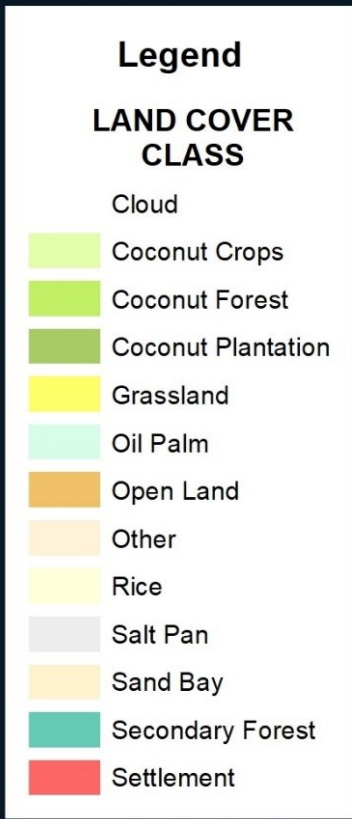 Legend
LAND COVER
CLASS
Cloud
Coconut Crops
Coconut Forest
Coconut Plantation
Grassland
Oil Palm
Open Land
Other
Rice
Salt Pan
Sand Bay
Secondary Forest
Settlement